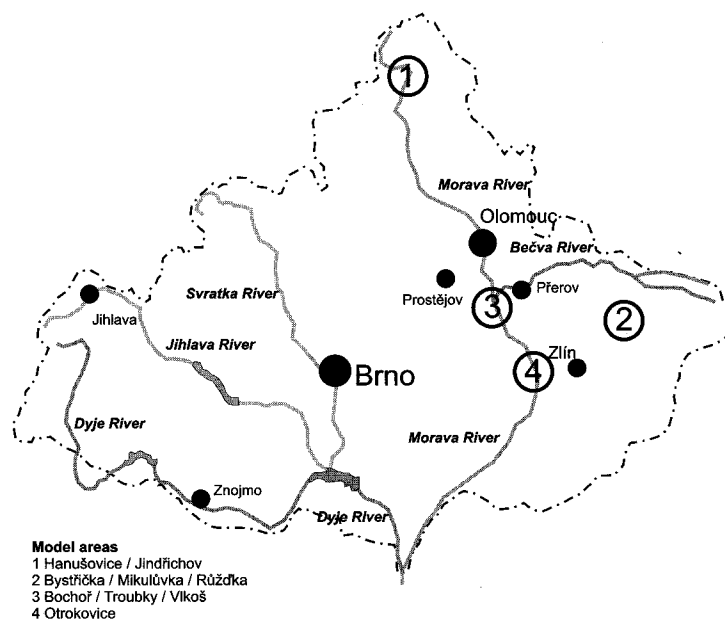 1
Morava River
Olomouc
Bečva River
Prostějov
3
Přerov
2
Svratka River
Jihlava
Jihlava River
Zlín
4
Brno
Dyje River
Morava River
Znojmo
Dyje River
Model areas
1 Hanušovice / Jindřichov
2 Bystřička / Mikulůvka / Růžďka
3 Bochoř / Troubky / Vlkoš
4 Otrokovice